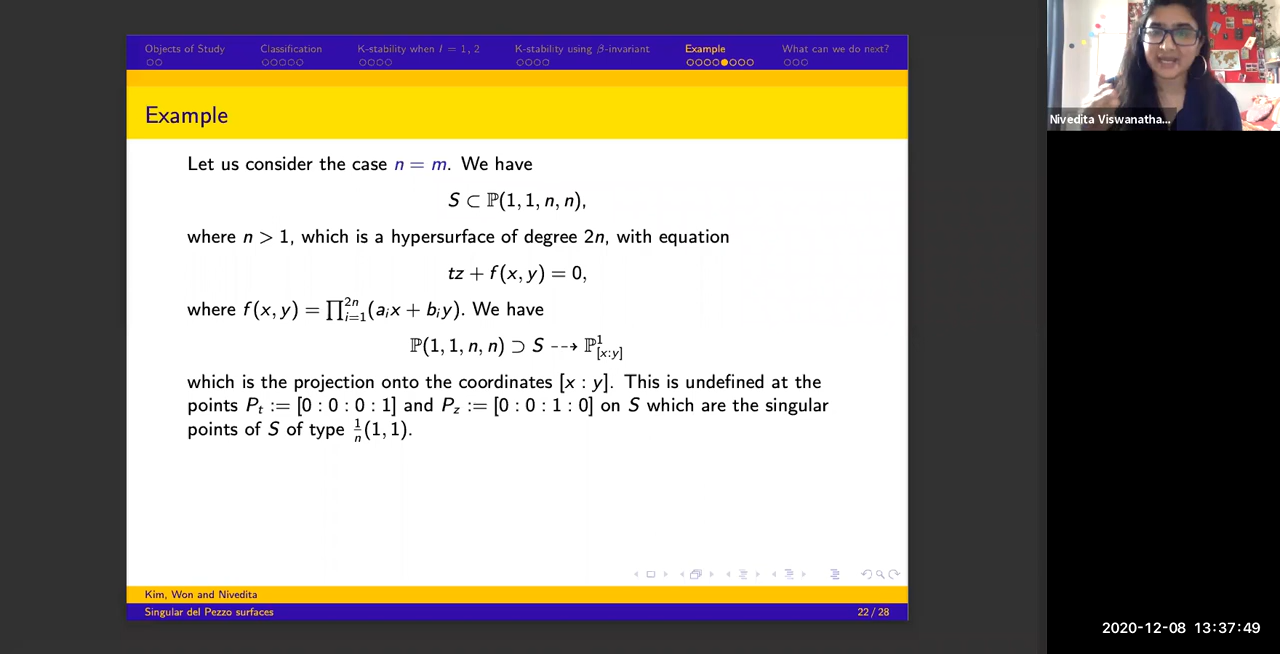 Objects of Study Classification K-stability when I = 1, 2 K-stability using β-invariant Example What can we do next?
Example
Let us consider the case n = m. We have
S ⊂ ℙ(1, 1, n, n),
where n > 1, which is a hypersurface of degree 2n, with equation
tz + f(x, y) = 0,
where f(x, y) = ∏_{i=1}^{2n}(a_i x + b_i y). We have
ℙ(1, 1, n, n) ⊃ S ⇢ ℙ^1_{[x:y]}
which is the projection onto the coordinates [x : y]. This is undefined at the
points P_t := [0 : 0 : 0 : 1] and P_z := [0 : 0 : 1 : 0] on S which are the singular
points of S of type 1/n(1, 1).
Kim, Won and Nivedita
Singular del Pezzo surfaces 22 / 28
Nivedita Viswanatha...
2020-12-08 13:37:49